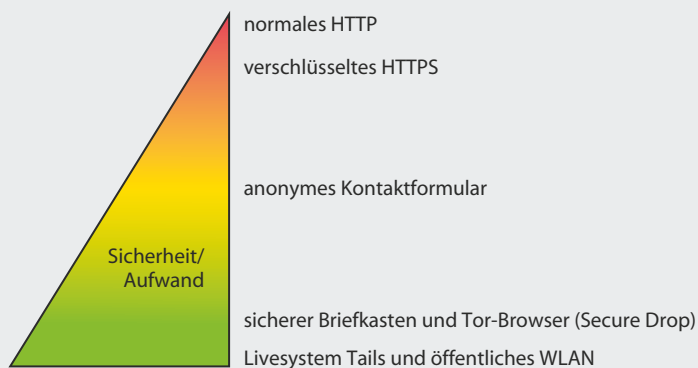 normales HTTP
verschlüsseltes HTTPS
anonymes Kontaktformular
Sicherheit/
Aufwand
sicherer Briefkasten und Tor-Browser (Secure Drop)
Livesystem Tails und öffentliches WLAN